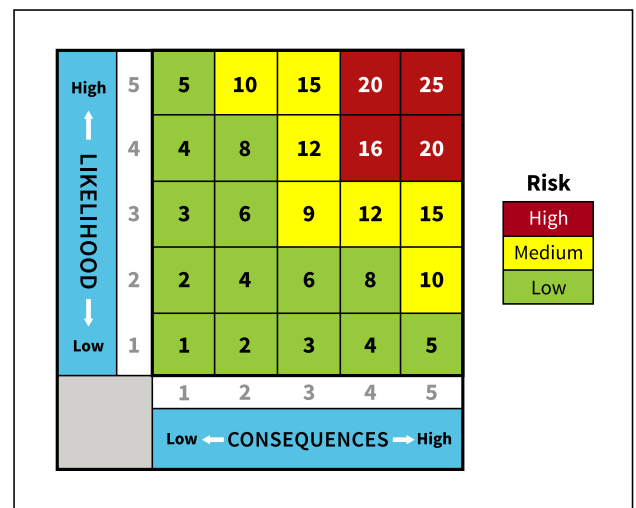 High 5 5 10 15 20 25
4 4 8 12 16 20
LIKELIHOOD
3 3 6 9 12 15
2 2 4 6 8 10
Low 1 1 2 3 4 5
1 2 3 4 5
Low CONSEQUENCES High
Risk
High
Medium
Low